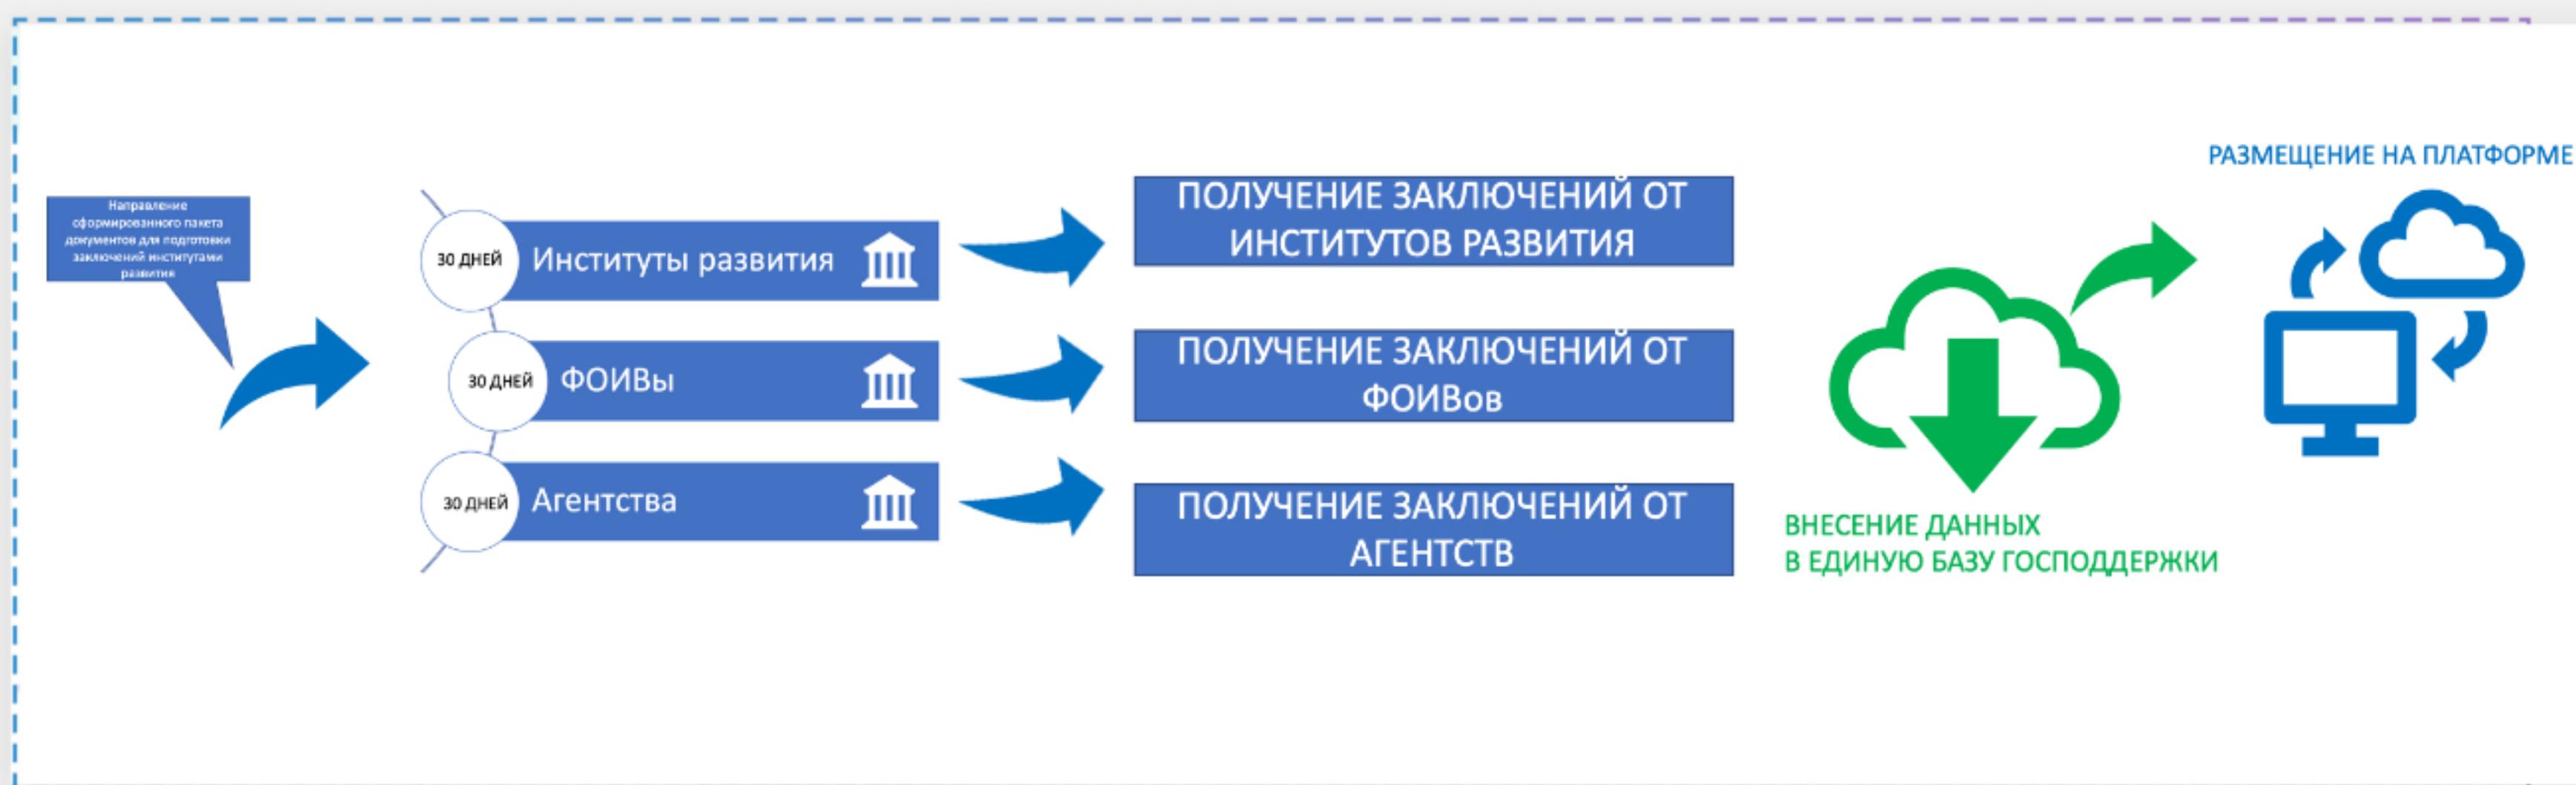 Направление
сформированного пакета
документов для подготовки
заключений институтами
развития
30 ДНЕЙ
Институты развития
30 ДНЕЙ
ФОИВы
30 ДНЕЙ
Агентства
ПОЛУЧЕНИЕ ЗАКЛЮЧЕНИЙ ОТ
ИНСТИТУТОВ РАЗВИТИЯ
ПОЛУЧЕНИЕ ЗАКЛЮЧЕНИЙ ОТ
ФОИВов
ПОЛУЧЕНИЕ ЗАКЛЮЧЕНИЙ ОТ
АГЕНТСТВ
ВНЕСЕНИЕ ДАННЫХ
В ЕДИНУЮ БАЗУ ГОСПОДДЕРЖКИ
РАЗМЕЩЕНИЕ НА ПЛАТФОРМЕ